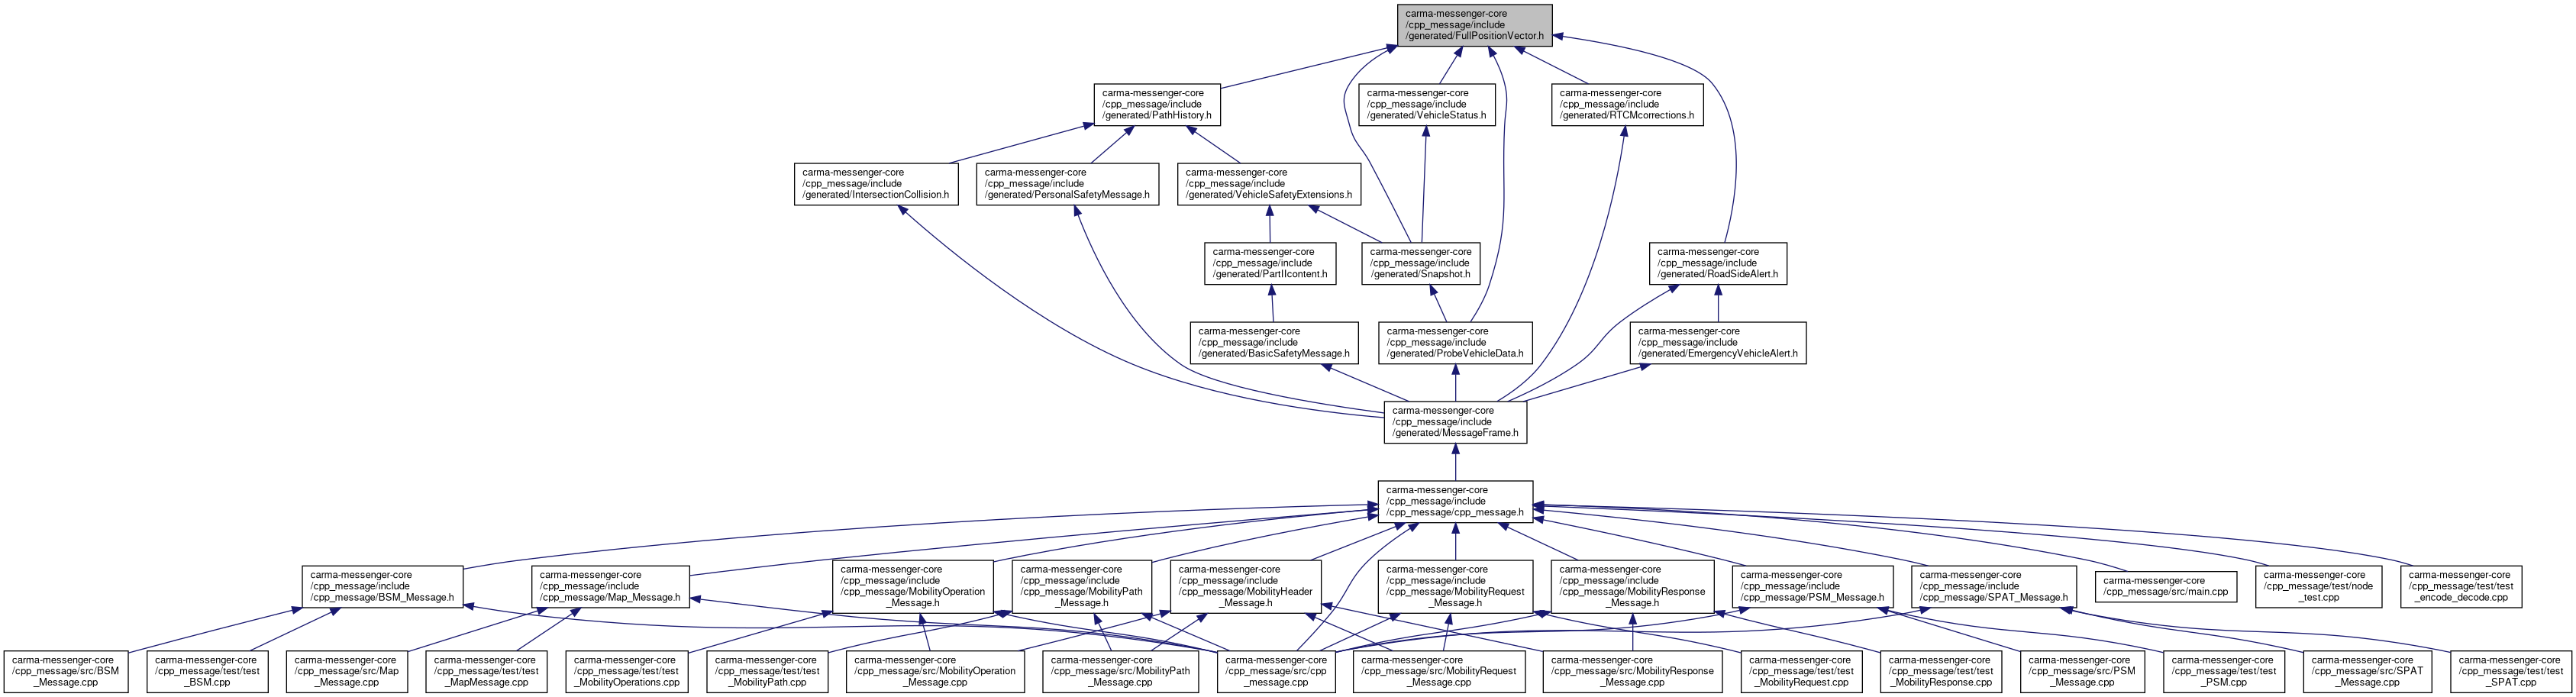 carma-messenger-core
/cpp_message/include
/generated/FullPositionVector.h
carma-messenger-core
/cpp_message/include
/generated/PathHistory.h
carma-messenger-core
/cpp_message/include
/generated/VehicleStatus.h
carma-messenger-core
/cpp_message/include
/generated/RTCMcorrections.h
carma-messenger-core
/cpp_message/include
/generated/IntersectionCollision.h
carma-messenger-core
/cpp_message/include
/generated/PersonalSafetyMessage.h
carma-messenger-core
/cpp_message/include
/generated/VehicleSafetyExtensions.h
carma-messenger-core
/cpp_message/include
/generated/PartIIcontent.h
carma-messenger-core
/cpp_message/include
/generated/Snapshot.h
carma-messenger-core
/cpp_message/include
/generated/RoadSideAlert.h
carma-messenger-core
/cpp_message/include
/generated/BasicSafetyMessage.h
carma-messenger-core
/cpp_message/include
/generated/ProbeVehicleData.h
carma-messenger-core
/cpp_message/include
/generated/EmergencyVehicleAlert.h
carma-messenger-core
/cpp_message/include
/generated/MessageFrame.h
carma-messenger-core
/cpp_message/include
/cpp_message/cpp_message.h
carma-messenger-core
/cpp_message/include
/cpp_message/BSM_Message.h
carma-messenger-core
/cpp_message/include
/cpp_message/Map_Message.h
carma-messenger-core
/cpp_message/include
/cpp_message/MobilityOperation
_Message.h
carma-messenger-core
/cpp_message/include
/cpp_message/MobilityPath
_Message.h
carma-messenger-core
/cpp_message/include
/cpp_message/MobilityHeader
_Message.h
carma-messenger-core
/cpp_message/include
/cpp_message/MobilityRequest
_Message.h
carma-messenger-core
/cpp_message/include
/cpp_message/MobilityResponse
_Message.h
carma-messenger-core
/cpp_message/include
/cpp_message/PSM_Message.h
carma-messenger-core
/cpp_message/include
/cpp_message/SPAT_Message.h
carma-messenger-core
/cpp_message/src/main.cpp
carma-messenger-core
/cpp_message/test/node
_test.cpp
carma-messenger-core
/cpp_message/test/test
_encode_decode.cpp
carma-messenger-core
/cpp_message/src/BSM
_Message.cpp
carma-messenger-core
/cpp_message/test/test
_BSM.cpp
carma-messenger-core
/cpp_message/src/Map
_Message.cpp
carma-messenger-core
/cpp_message/test/test
_MapMessage.cpp
carma-messenger-core
/cpp_message/test/test
_MobilityOperations.cpp
carma-messenger-core
/cpp_message/test/test
_MobilityPath.cpp
carma-messenger-core
/cpp_message/src/MobilityOperation
_Message.cpp
carma-messenger-core
/cpp_message/src/MobilityPath
_Message.cpp
carma-messenger-core
/cpp_message/src/cpp
_message.cpp
carma-messenger-core
/cpp_message/src/MobilityRequest
_Message.cpp
carma-messenger-core
/cpp_message/src/MobilityResponse
_Message.cpp
carma-messenger-core
/cpp_message/test/test
_MobilityRequest.cpp
carma-messenger-core
/cpp_message/test/test
_MobilityResponse.cpp
carma-messenger-core
/cpp_message/src/PSM
_Message.cpp
carma-messenger-core
/cpp_message/test/test
_PSM.cpp
carma-messenger-core
/cpp_message/src/SPAT
_Message.cpp
carma-messenger-core
/cpp_message/test/test
_SPAT.cpp